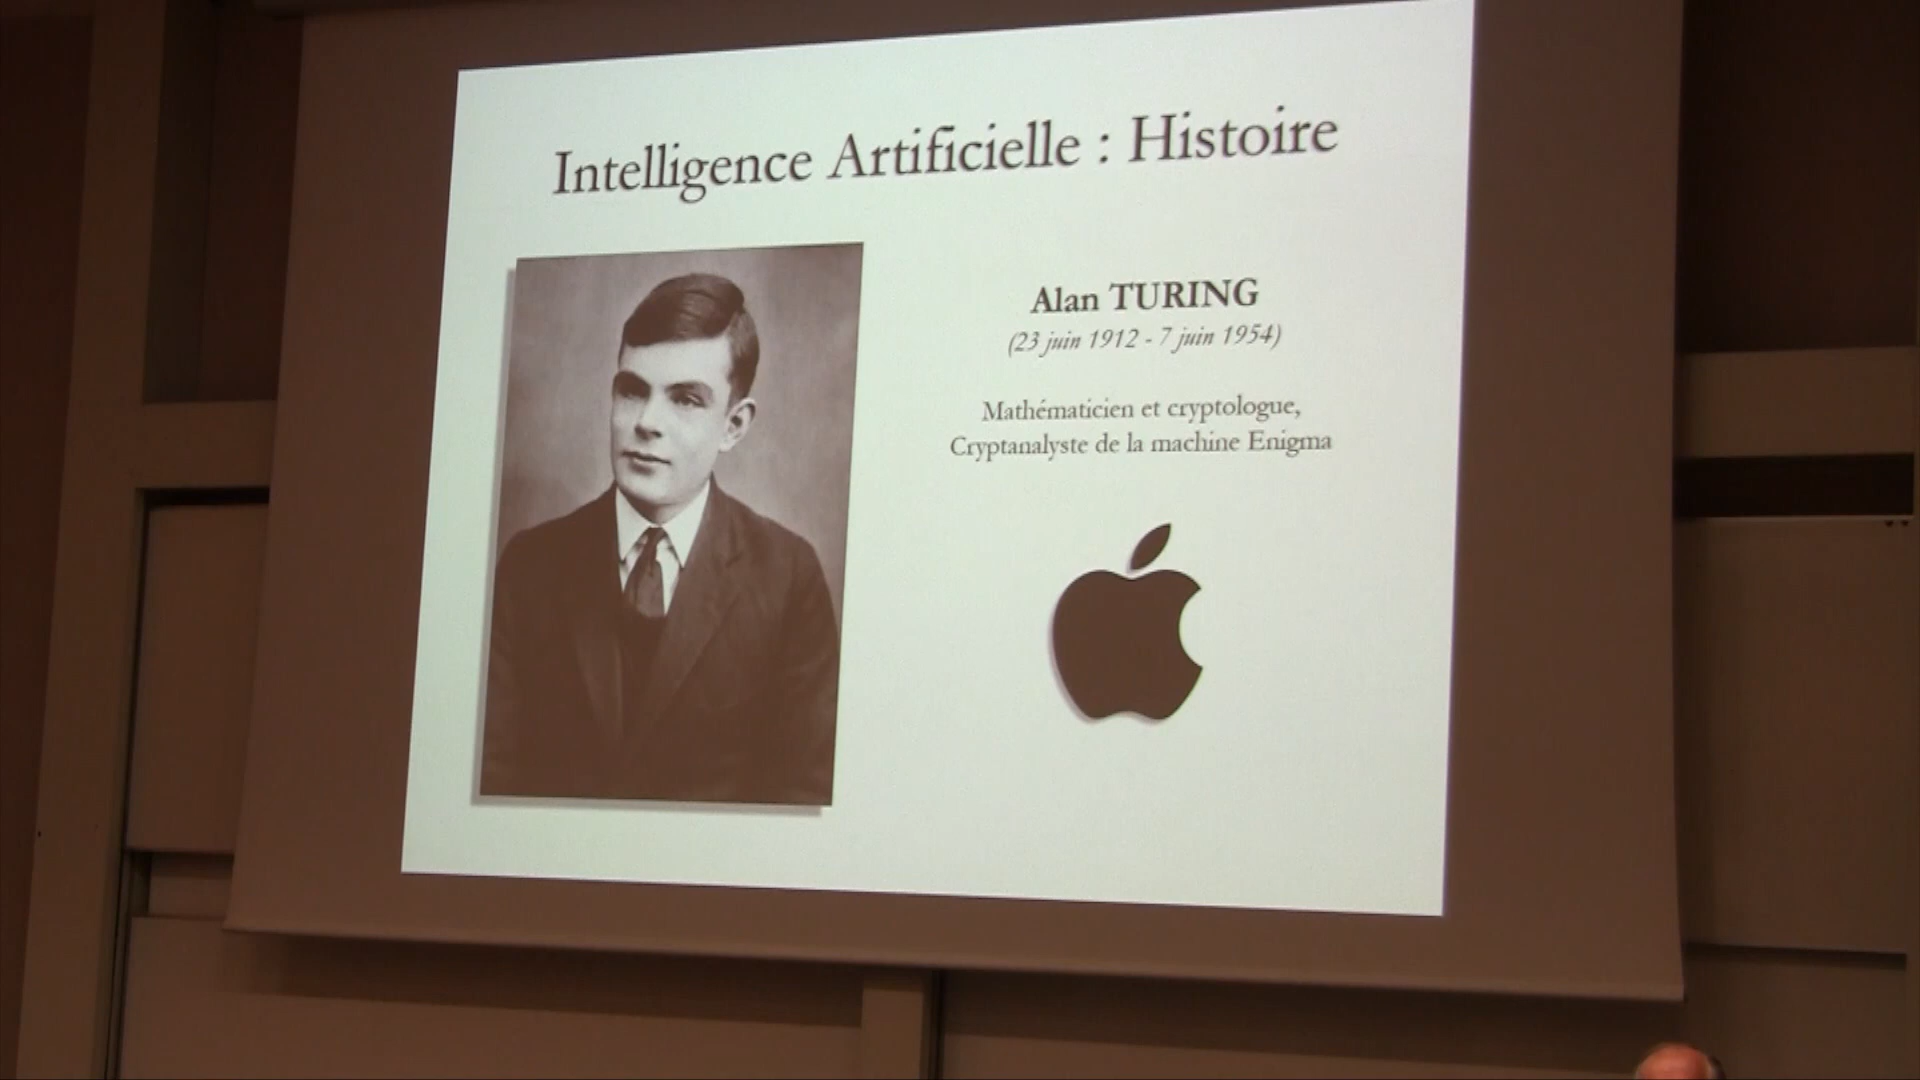 Intelligence Artificielle : Histoire
Alan TURING
(23 juin 1912 - 7 juin 1954)
Mathématicien et cryptologue,
Cryptanalyste de la machine Enigma